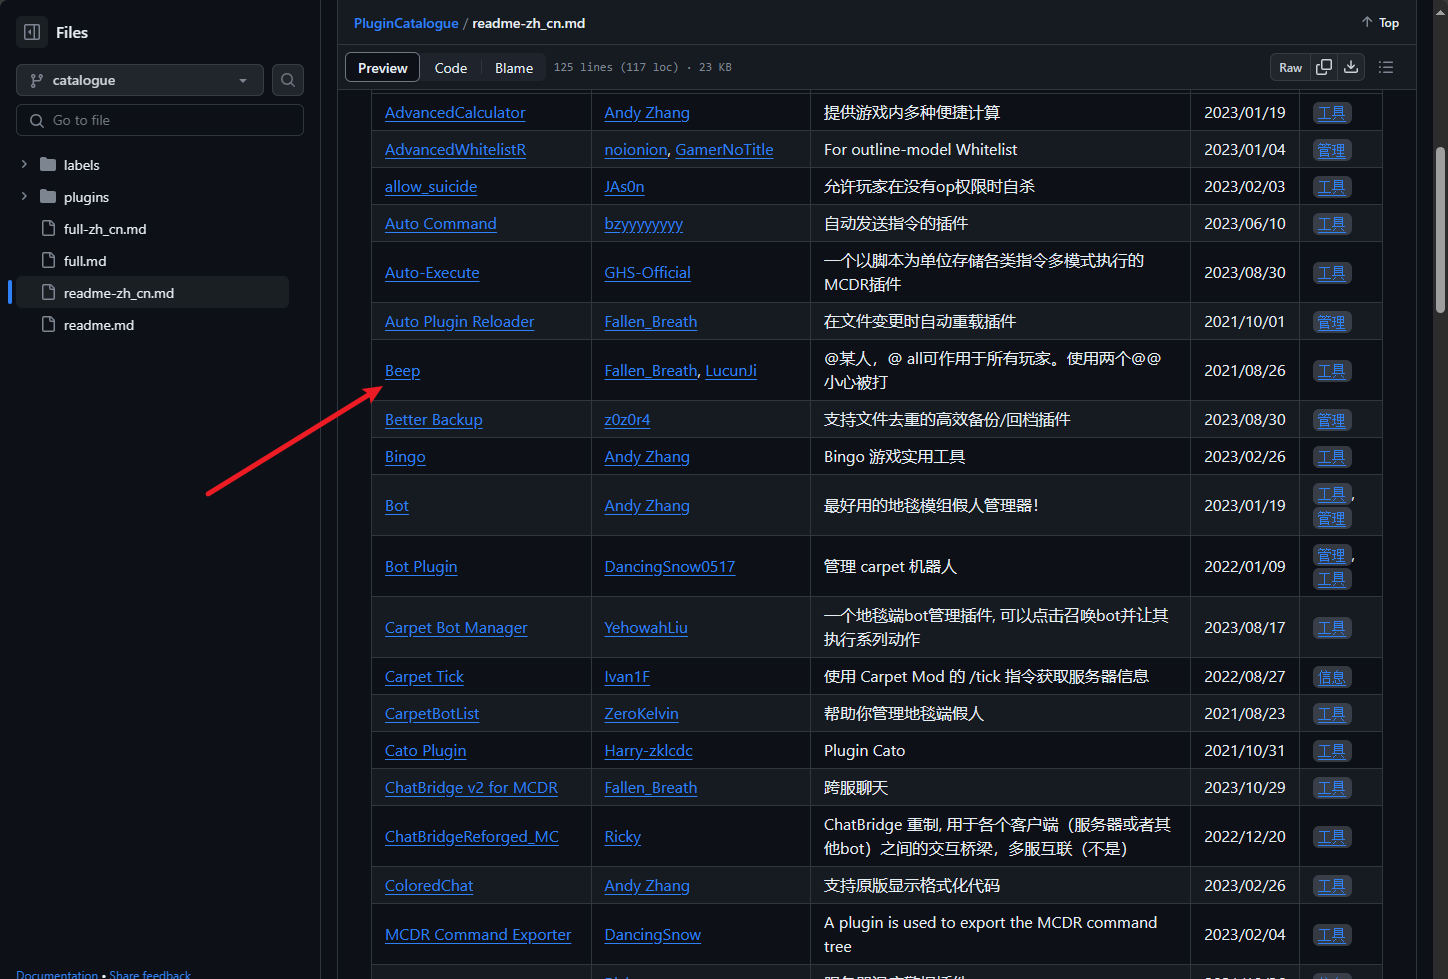 Files
catalogue
Go to file
labels
plugins
full-zh_cn.md
full.md
readme-zh_cn.md
readme.md
Documentation • Share feedback
PluginCatalogue / readme-zh_cn.md
Top
Preview Code Blame 125 lines (117 loc) · 23 KB Raw
AdvancedCalculator Andy Zhang 提供游戏内多种便捷计算 2023/01/19 工具
AdvancedWhitelistR noionion, GamerNoTitle For outline-model Whitelist 2023/01/04 管理
allow_suicide JAs0n 允许玩家在没有op权限时自杀 2023/02/03 工具
Auto Command bzyyyyyyyy 自动发送指令的插件 2023/06/10 工具
Auto-Execute GHS-Official 一个以脚本为单位存储各类指令多模式执行的
MCDR插件 2023/08/30 工具
Auto Plugin Reloader Fallen_Breath 在文件变更时自动重载插件 2021/10/01 管理
Beep Fallen_Breath, LucunJi @某人，@ all可作用于所有玩家。使用两个@@
小心被打 2021/08/26 工具
Better Backup z0z0r4 支持文件去重的高效备份/回档插件 2023/08/30 管理
Bingo Andy Zhang Bingo 游戏实用工具 2023/02/26 工具
Bot Andy Zhang 最好用的地毯模组假人管理器! 2023/01/19 工具,
管理
Bot Plugin DancingSnow0517 管理 carpet 机器人 2022/01/09 管理,
工具
Carpet Bot Manager YehowahLiu 一个地毯端bot管理插件, 可以点击召唤bot并让其
执行系列动作 2023/08/17 工具
Carpet Tick Ivan1F 使用 Carpet Mod 的 /tick 指令获取服务器信息 2022/08/27 信息
CarpetBotList ZeroKelvin 帮助你管理地毯端假人 2021/08/23 工具
Cato Plugin Harry-zklcdc Plugin Cato 2021/10/31 工具
ChatBridge v2 for MCDR Fallen_Breath 跨服聊天 2023/10/29 工具
ChatBridgeReforged_MC Ricky ChatBridge 重制, 用于各个客户端（服务器或者其
他bot）之间的交互桥梁，多服互联（不是） 2022/12/20 工具
ColoredChat Andy Zhang 支持原版显示格式化代码 2023/02/26 工具
MCDR Command Exporter DancingSnow A plugin is used to export the MCDR command
tree 2023/02/04 工具